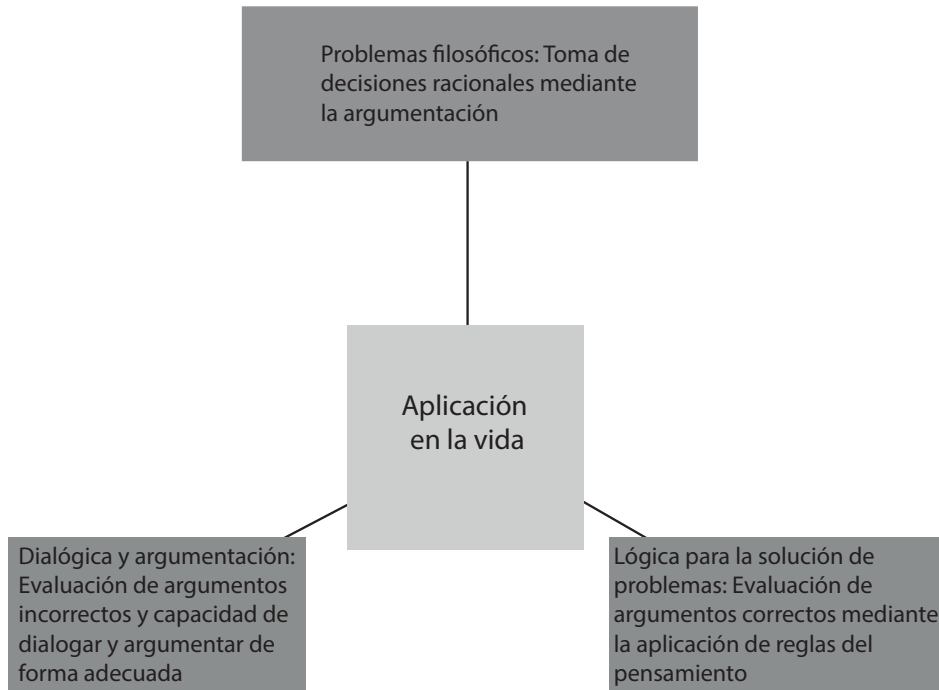 Problemas filosóficos: Toma de
decisiones racionales mediante
la argumentación
Aplicación
en la vida
Dialógica y argumentación:
Evaluación de argumentos
incorrectos y capacidad de
dialogar y argumentar de
forma adecuada
Lógica para la solución de
problemas: Evaluación de
argumentos correctos mediante
la aplicación de reglas del
pensamiento